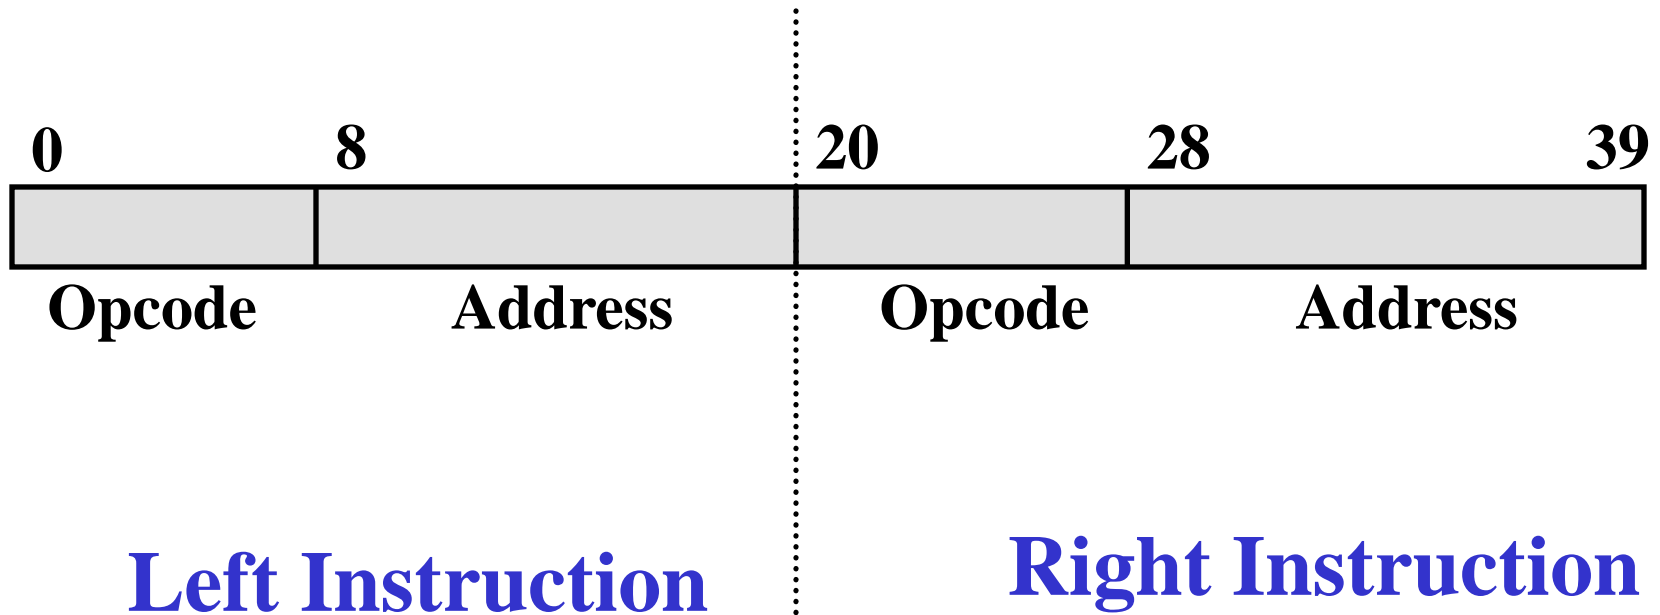 0 8 20 28 39
Opcode Address Opcode Address
Left Instruction Right Instruction